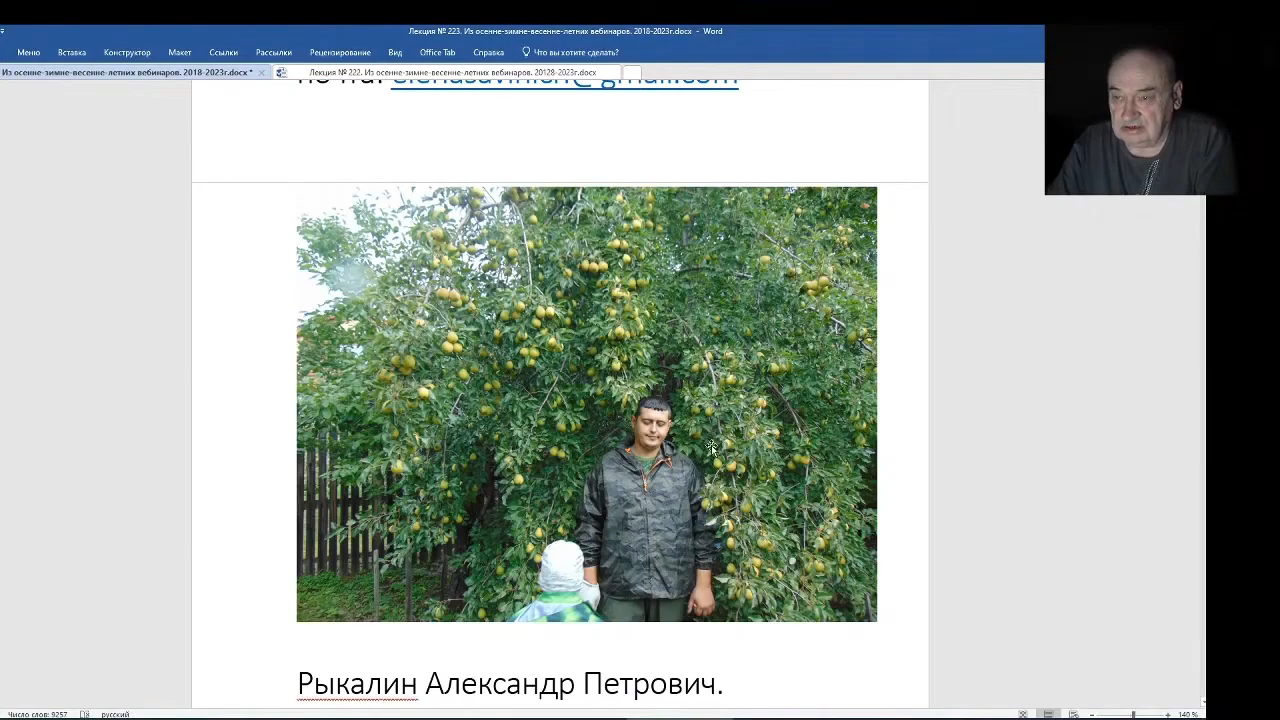 Лекция № 223. Из осенне-зимне-весенне-летних вебинаров. 2018-2023г.docx - Word
Меню Вставка Конструктор Макет Ссылки Рассылки Рецензирование Вид Office Tab Справка Что вы хотите сделать?
Из осенне-зимне-весенне-летних вебинаров. 2018-2023г.docx * Лекция № 222. Из осенне-зимне-весенне-летних вебинаров. 20128-2023г.docx
Рыкалин Александр Петрович.
Число слов: 9257 русский 140 %